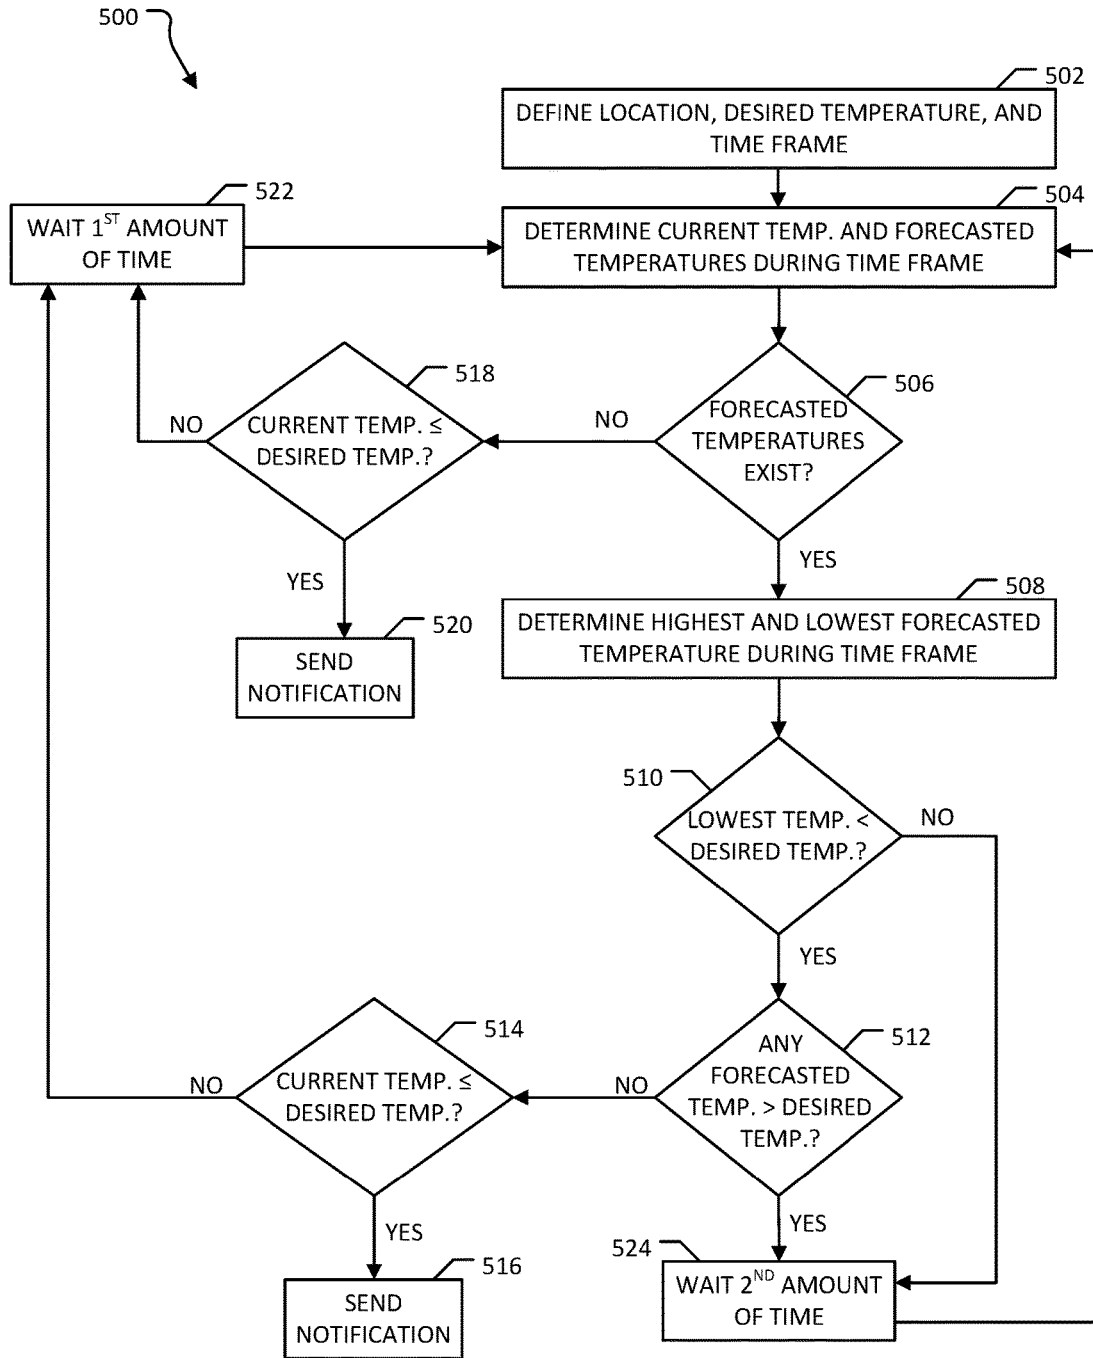 500
502
DEFINE LOCATION, DESIRED TEMPERATURE, AND
TIME FRAME
522
WAIT 1ST AMOUNT
OF TIME
504
DETERMINE CURRENT TEMP. AND FORECASTED
TEMPERATURES DURING TIME FRAME
518
CURRENT TEMP. ≤
DESIRED TEMP.?
NO
NO
506
FORECASTED
TEMPERATURES
EXIST?
YES
YES
520
SEND
NOTIFICATION
508
DETERMINE HIGHEST AND LOWEST FORECASTED
TEMPERATURE DURING TIME FRAME
510
LOWEST TEMP. <
DESIRED TEMP.?
NO
YES
514
CURRENT TEMP. ≤
DESIRED TEMP.?
NO
NO
512
ANY
FORECASTED
TEMP. > DESIRED
TEMP.?
YES
YES
516
SEND
NOTIFICATION
524
WAIT 2ND AMOUNT
OF TIME